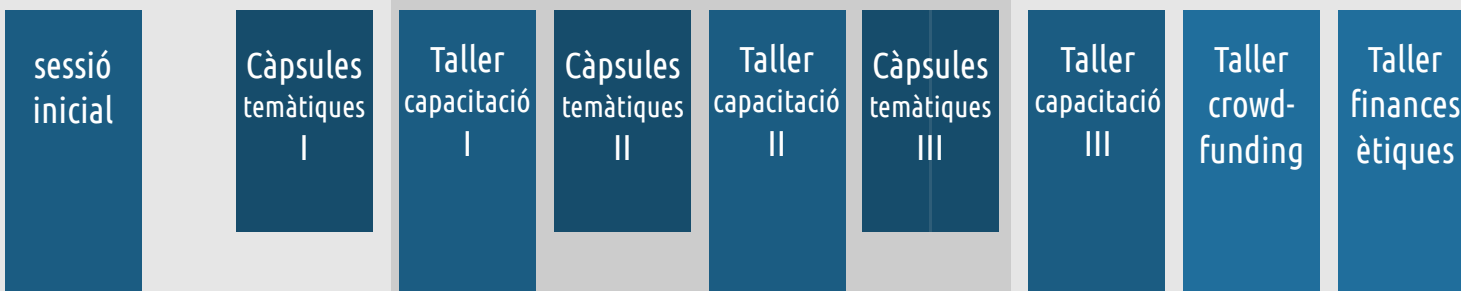 sessió
inicial
Càpsules
temàtiques
I
Taller
capacitació
I
Càpsules
temàtiques
II
Taller
capacitació
II
Càpsules
temàtiques
III
Taller
capacitació
III
Taller
crowd-
funding
Taller
finances
ètiques